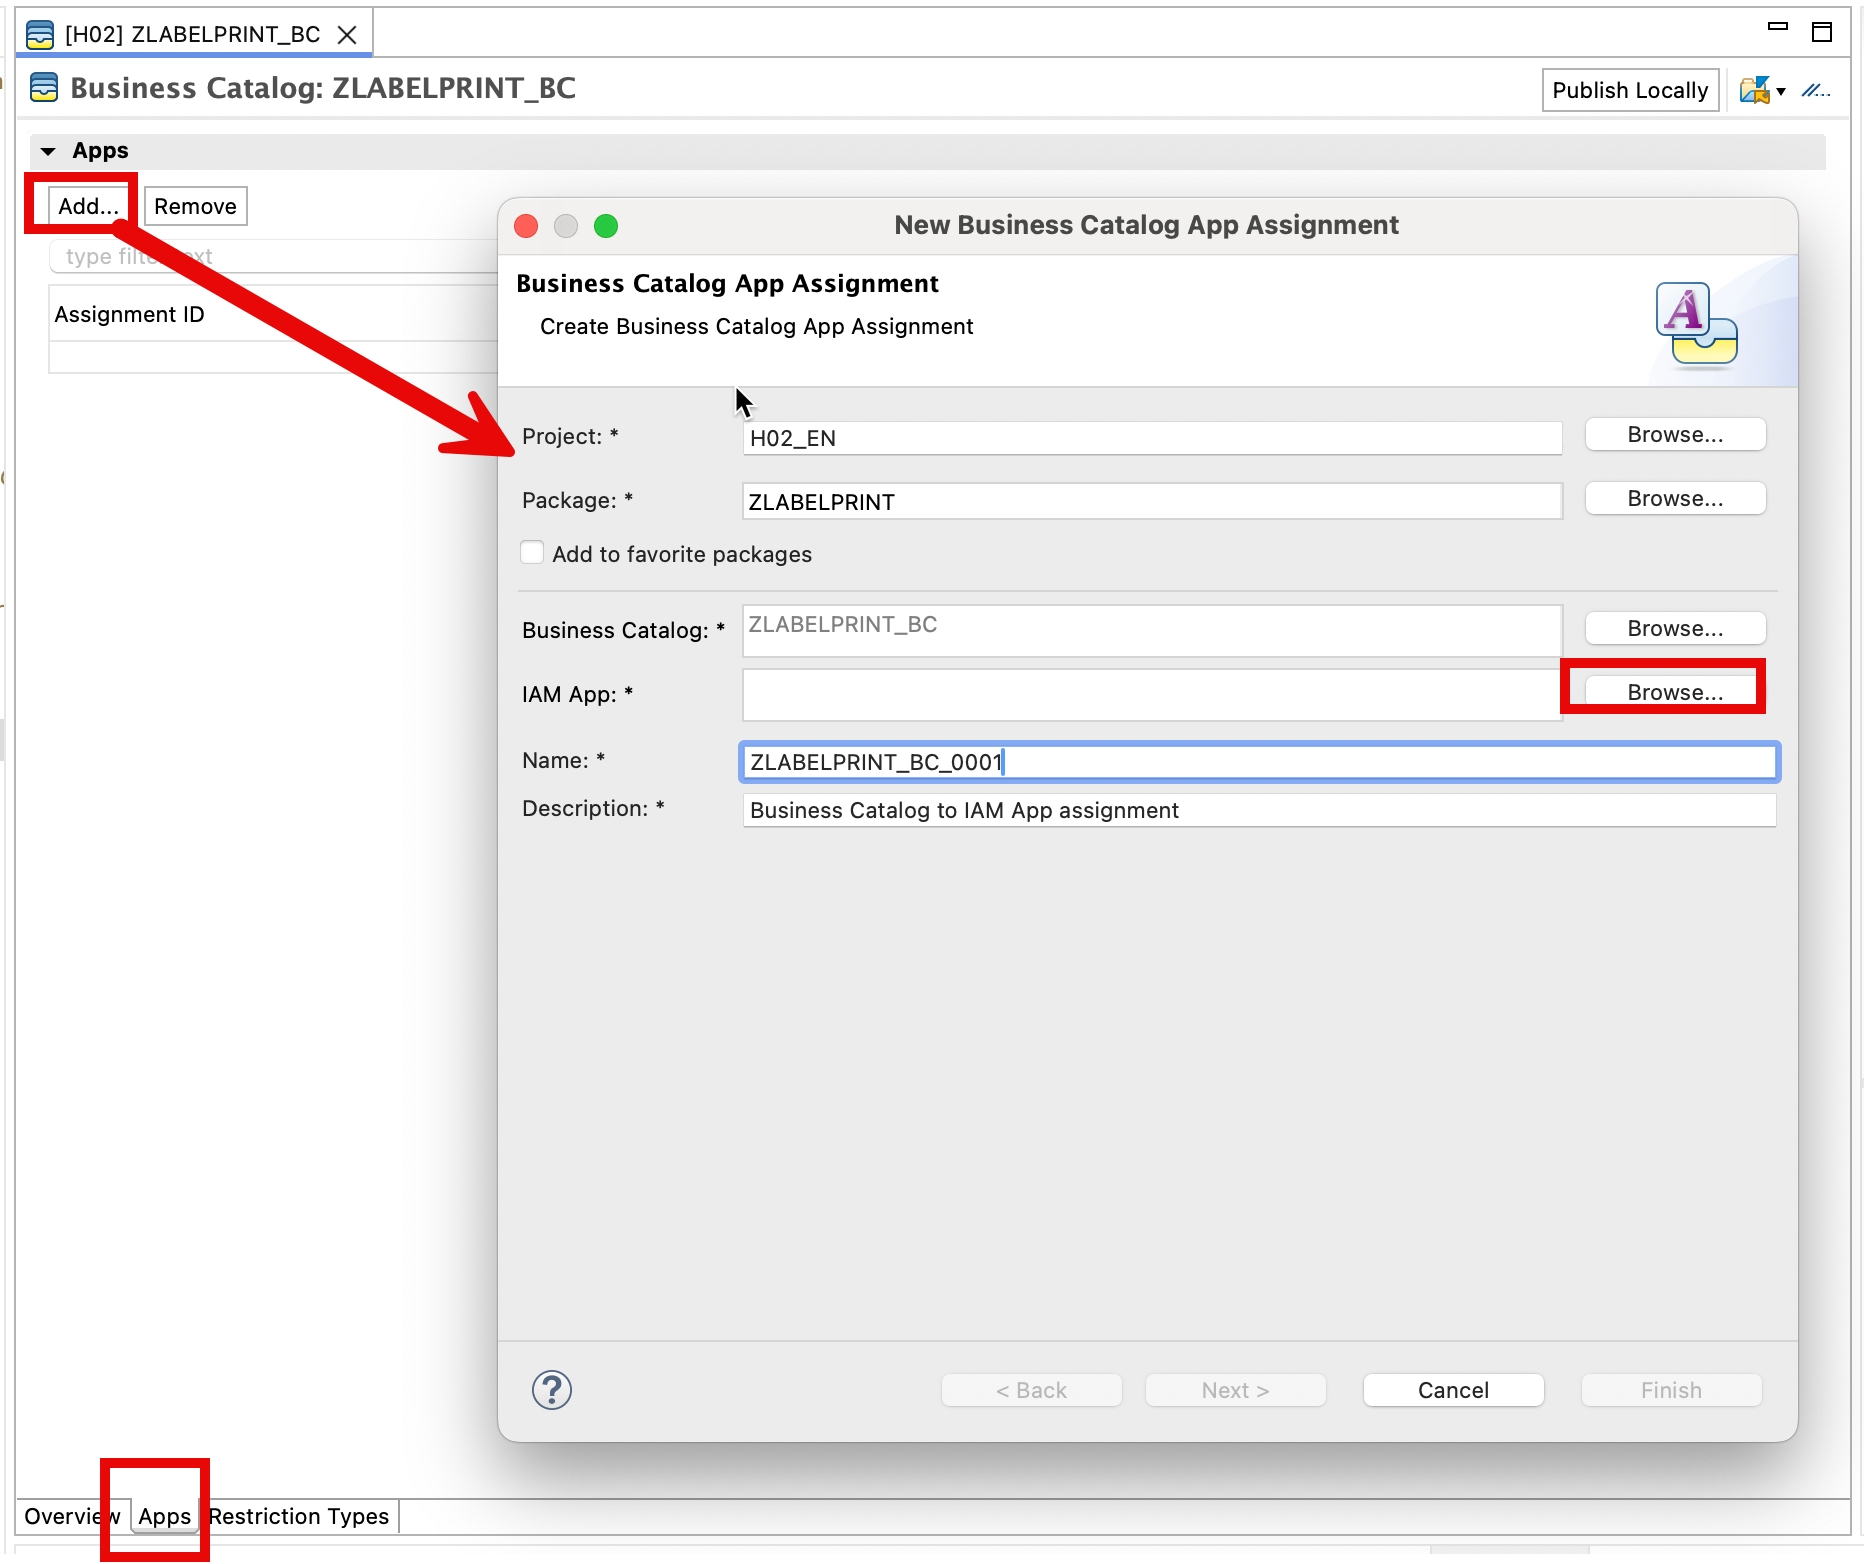 [H02] ZLABELPRINT_BC
Business Catalog: ZLABELPRINT_BC
Publish Locally
Apps
Add...
Remove
type filter text
Assignment ID
New Business Catalog App Assignment
Business Catalog App Assignment
Create Business Catalog App Assignment
Project: *
H02_EN
Browse...
Package: *
ZLABELPRINT
Browse...
Add to favorite packages
Business Catalog: *
ZLABELPRINT_BC
Browse...
IAM App: *
Browse...
Name: *
ZLABELPRINT_BC_0001
Description: *
Business Catalog to IAM App assignment
?
< Back
Next >
Cancel
Finish
Overview
Apps
Restriction Types